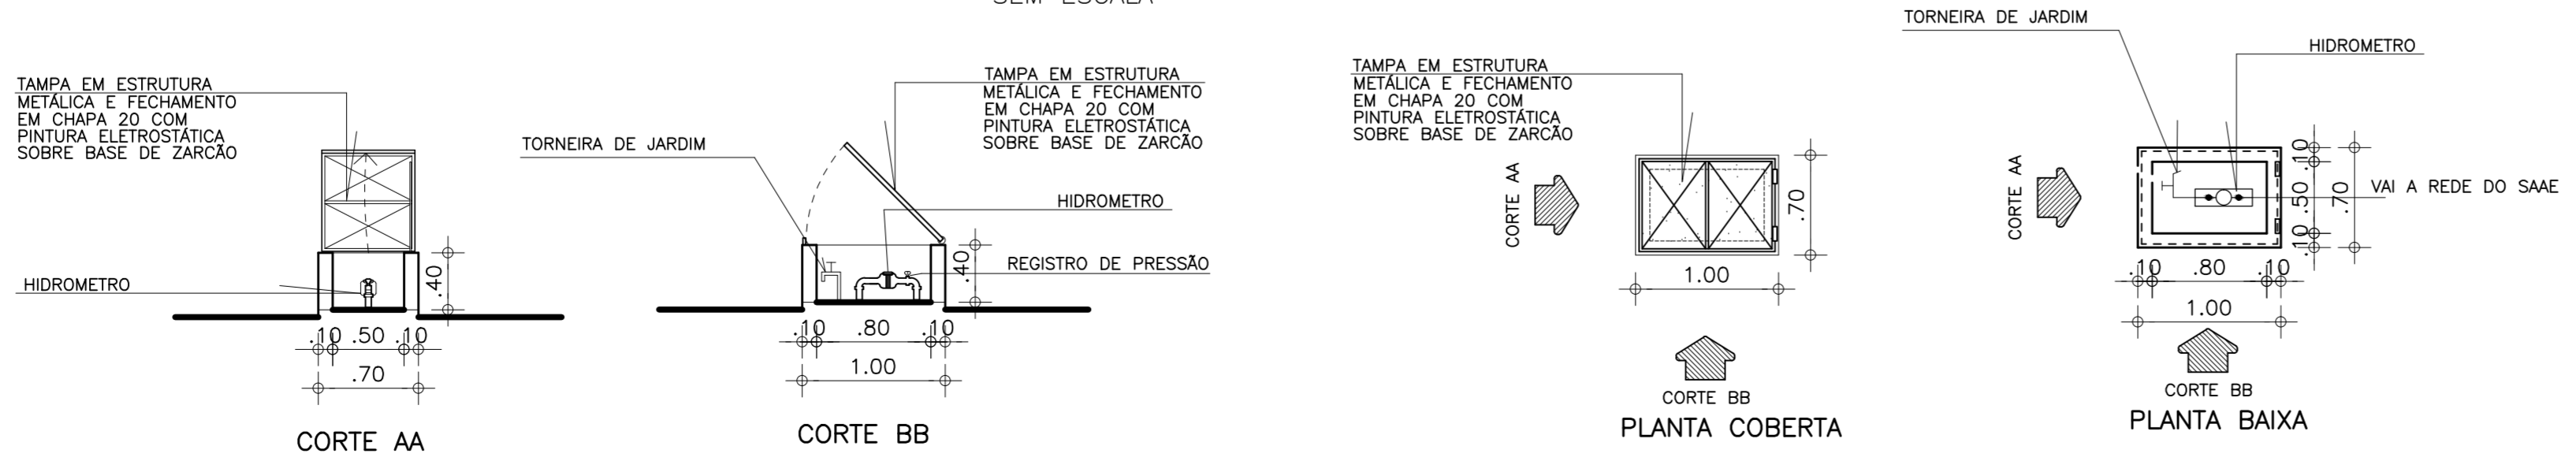 SEM ESCALA
TAMPA EM ESTRUTURA
METÁLICA E FECHAMENTO
EM CHAPA 20 COM
PINTURA ELETROSTÁTICA
SOBRE BASE DE ZARCÃO
HIDROMETRO
.40
.10 .50 .10
.70
CORTE AA
TORNEIRA DE JARDIM
TAMPA EM ESTRUTURA
METÁLICA E FECHAMENTO
EM CHAPA 20 COM
PINTURA ELETROSTÁTICA
SOBRE BASE DE ZARCÃO
HIDROMETRO
REGISTRO DE PRESSÃO
.40
.10 .80 .10
1.00
CORTE BB
TAMPA EM ESTRUTURA
METÁLICA E FECHAMENTO
EM CHAPA 20 COM
PINTURA ELETROSTÁTICA
SOBRE BASE DE ZARCÃO
CORTE AA
.70
1.00
CORTE BB
PLANTA COBERTA
TORNEIRA DE JARDIM
HIDROMETRO
CORTE AA
.10 .50 .10
.70
VAI A REDE DO SAAE
.10 .80 .10
1.00
CORTE BB
PLANTA BAIXA